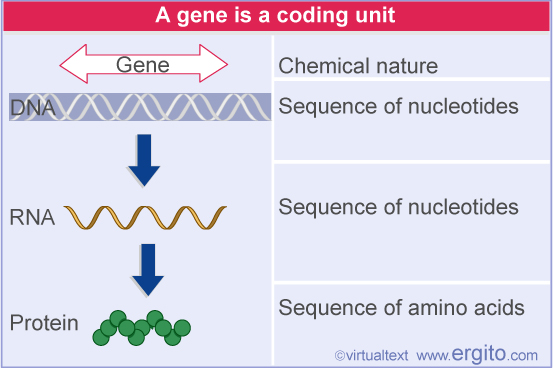 A gene is a coding unit
Gene
Chemical nature
DNA
Sequence of nucleotides
RNA
Sequence of nucleotides
Protein
Sequence of amino acids
©virtualtext www.ergito.com